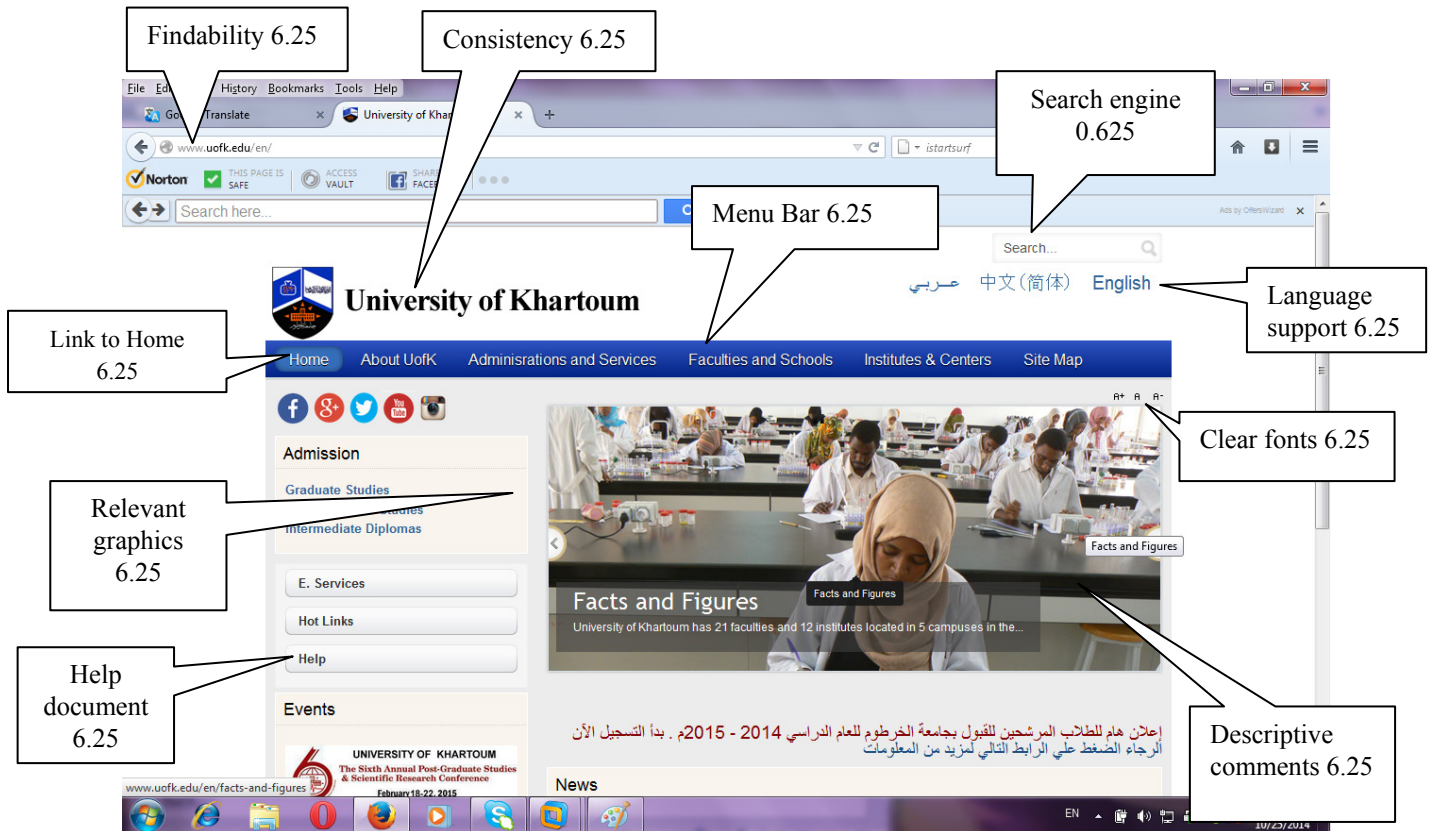 Findability 6.25
Consistency 6.25
Search engine
0.625
File Ed History Bookmarks Tools Help
Translate
University of Khar
www.uofk.edu/en/
istartsurf
Norton
THIS PAGE IS
SAFE
ACCESS
VAULT
SHARE
Search here...
Ads by OffersWizard
Menu Bar 6.25
Search...
عـــربـي 中文(简体) English
Language
support 6.25
University of Khartoum
Link to Home
6.25
Home About UofK Adminisrations and Services Faculties and Schools Institutes & Centers Site Map
You
Tube
A+ A A-
Clear fonts 6.25
Admission
Graduate Studies
Intermediate Diplomas
Relevant
graphics
6.25
Facts and Figures
E. Services
Hot Links
Help
Facts and Figures
Facts and Figures
University of Khartoum has 21 faculties and 12 institutes located in 5 campuses in the...
Help
document
6.25
Events
UNIVERSITY OF KHARTOUM
The Sixth Annual Post-Graduate Studies
& Scientific Research Conference
February 18-22, 2015
إعلان هام للطلاب المرشحين للقبول بجامعة الخرطوم للعام الدراسي 2014 - 2015م . بدأ التسجيل الآن
الرجاء الضغط علي الرابط التالي لمزيد من المعلومات
Descriptive
comments 6.25
News
www.uofk.edu/en/facts-and-figures
EN
10/25/2014